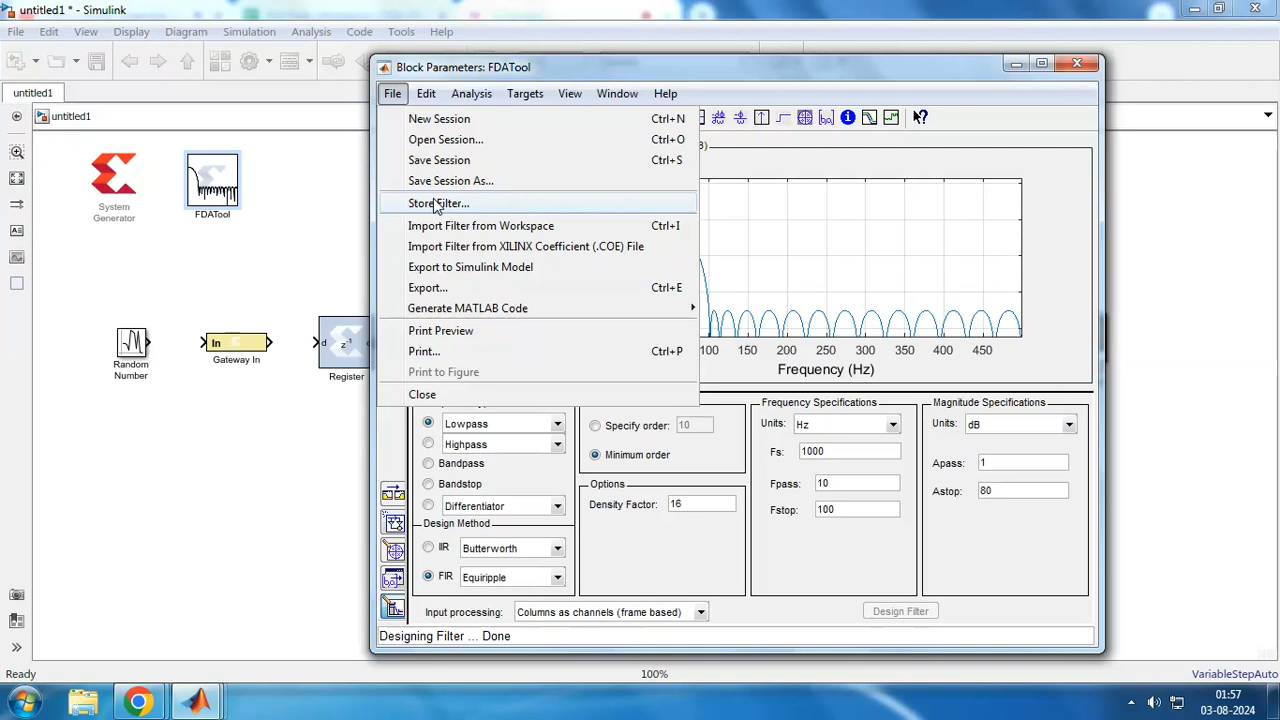 untitled1 * - Simulink
File Edit View Display Diagram Simulation Analysis Code Tools Help
untitled1
untitled1
System
Generator
FDATool
Random
Number
In
Gateway In
d z-1
Register
Block Parameters: FDATool
File Edit Analysis Targets View Window Help
New Session Ctrl+N
Open Session... Ctrl+O
Save Session Ctrl+S
Save Session As...
Store Filter...
Import Filter from Workspace Ctrl+I
Import Filter from XILINX Coefficient (.COE) File
Export to Simulink Model
Export... Ctrl+E
Generate MATLAB Code
Print Preview
Print... Ctrl+P
Print to Figure
Close
100 150 200 250 300 350 400 450
Frequency (Hz)
Lowpass
Highpass
Bandpass
Bandstop
Differentiator
Design Method
IIR Butterworth
FIR Equiripple
Specify order: 10
Minimum order
Options
Density Factor: 16
Frequency Specifications
Units: Hz
Fs: 1000
Fpass: 10
Fstop: 100
Magnitude Specifications
Units: dB
Apass: 1
Astop: 80
Input processing: Columns as channels (frame based)
Design Filter
Designing Filter ... Done
Ready 100% VariableStepAuto
01:57
03-08-2024